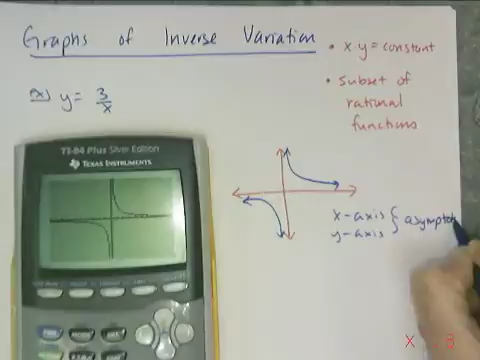 Graphs of Inverse Variation
• x·y = constant
• subset of
rational
functions
ex) y = 3/x
TI-84 Plus Silver Edition
TEXAS INSTRUMENTS
x-axis
y-axis
} asymptot
x 3